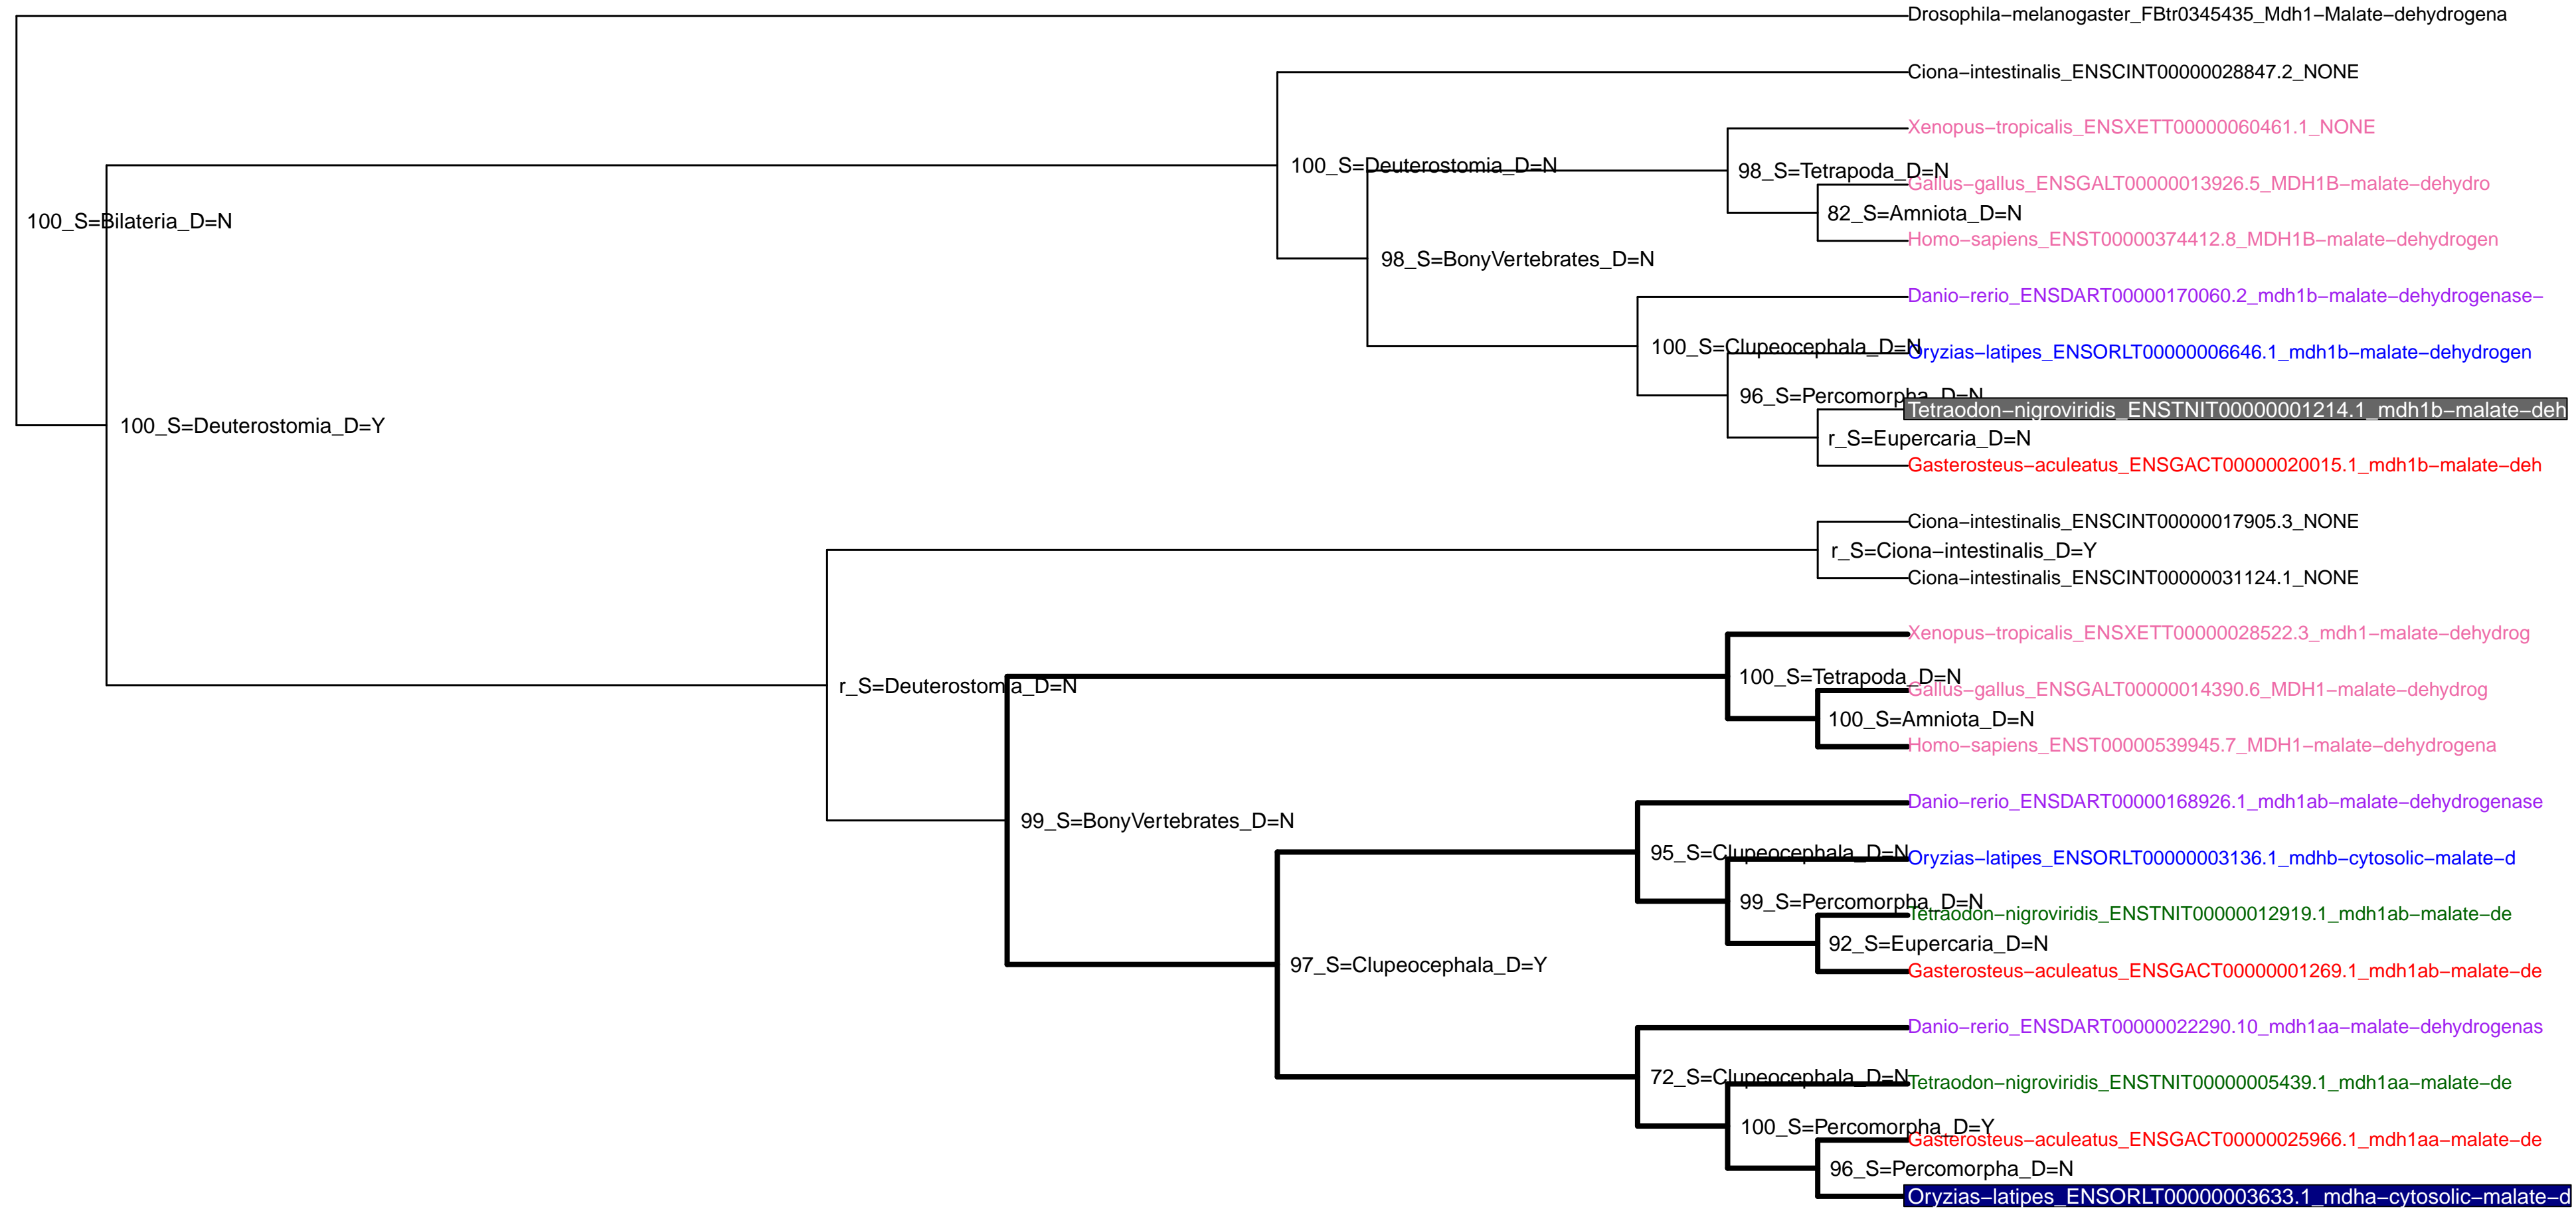 Drosophila−melanogaster_FBtr0345435_Mdh1−Malate−dehydrogena
Ciona−intestinalis_ENSCINT00000028847.2_NONE
Xenopus−tropicalis_ENSXETT00000060461.1_NONE
100_S=Deuterostomia_D=N
98_S=Tetrapoda_D=N
Gallus−gallus_ENSGALT00000013926.5_MDH1B−malate−dehydro
82_S=Amniota_D=N
100_S=Bilateria_D=N
Homo−sapiens_ENST00000374412.8_MDH1B−malate−dehydrogen
98_S=BonyVertebrates_D=N
Danio−rerio_ENSDART00000170060.2_mdh1b−malate−dehydrogenase−
100_S=Clupeocephala_D=N
Oryzias−latipes_ENSORLT00000006646.1_mdh1b−malate−dehydrogen
96_S=Percomorpha_D=N
Tetraodon−nigroviridis_ENSTNIT00000001214.1_mdh1b−malate−deh
100_S=Deuterostomia_D=Y
r_S=Eupercaria_D=N
Gasterosteus−aculeatus_ENSGACT00000020015.1_mdh1b−malate−deh
Ciona−intestinalis_ENSCINT00000017905.3_NONE
r_S=Ciona−intestinalis_D=Y
Ciona−intestinalis_ENSCINT00000031124.1_NONE
Xenopus−tropicalis_ENSXETT00000028522.3_mdh1−malate−dehydrog
100_S=Tetrapoda_D=N
r_S=Deuterostomia_D=N
Gallus−gallus_ENSGALT00000014390.6_MDH1−malate−dehydrog
100_S=Amniota_D=N
Homo−sapiens_ENST00000539945.7_MDH1−malate−dehydrogena
Danio−rerio_ENSDART00000168926.1_mdh1ab−malate−dehydrogenase
99_S=BonyVertebrates_D=N
95_S=Clupeocephala_D=N
Oryzias−latipes_ENSORLT00000003136.1_mdhb−cytosolic−malate−d
99_S=Percomorpha_D=N
Tetraodon−nigroviridis_ENSTNIT00000012919.1_mdh1ab−malate−de
92_S=Eupercaria_D=N
97_S=Clupeocephala_D=Y
Gasterosteus−aculeatus_ENSGACT00000001269.1_mdh1ab−malate−de
Danio−rerio_ENSDART00000022290.10_mdh1aa−malate−dehydrogenas
72_S=Clupeocephala_D=N
Tetraodon−nigroviridis_ENSTNIT00000005439.1_mdh1aa−malate−de
100_S=Percomorpha_D=Y
Gasterosteus−aculeatus_ENSGACT00000025966.1_mdh1aa−malate−de
96_S=Percomorpha_D=N
Oryzias−latipes_ENSORLT00000003633.1_mdha−cytosolic−malate−d